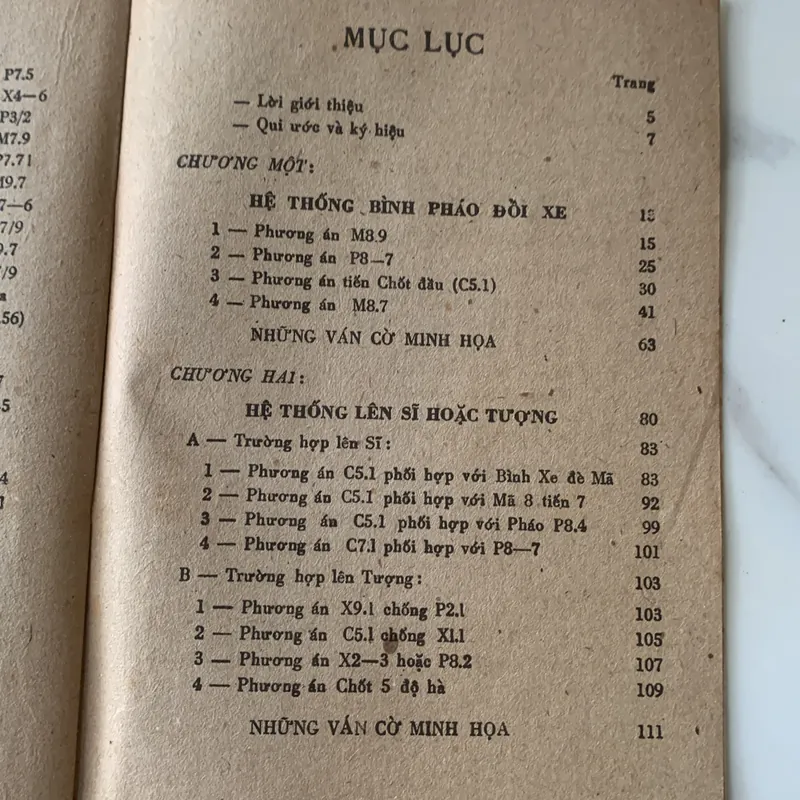 P7.5
X4—6
P3/2
M7.9
P7.71
M9.7
7—6
7/9
9.7
7/9
a
.56)
7
5
4
MỤC LỤC
Trang
— Lời giới thiệu 5
— Qui ước và ký hiệu 7
CHƯƠNG MỘT:
HỆ THỐNG BÌNH PHÁO ĐỒI XE 13
1 — Phương án M8.9 15
2 — Phương án P8—7 25
3 — Phương án tiến Chốt đầu (C5.1) 30
4 — Phương án M8.7 41
NHỮNG VÁN CỜ MINH HỌA 63
CHƯƠNG HAI:
HỆ THỐNG LÊN SĨ HOẶC TƯỢNG 80
A — Trường hợp lên Sĩ: 83
1 — Phương án C5.1 phối hợp với Bình Xe đè Mã 83
2 — Phương án C5.1 phối hợp với Mã 8 tiến 7 92
3 — Phương án C5.1 phối hợp với Pháo P8.4 99
4 — Phương án C7.1 phối hợp với P8—7 101
B — Trường hợp lên Tượng: 103
1 — Phương án X9.1 chống P2.1 103
2 — Phương án C5.1 chống X1.1 105
3 — Phương án X2—3 hoặc P8.2 107
4 — Phương án Chốt 5 độ hà 109
NHỮNG VÁN CỜ MINH HỌA 111